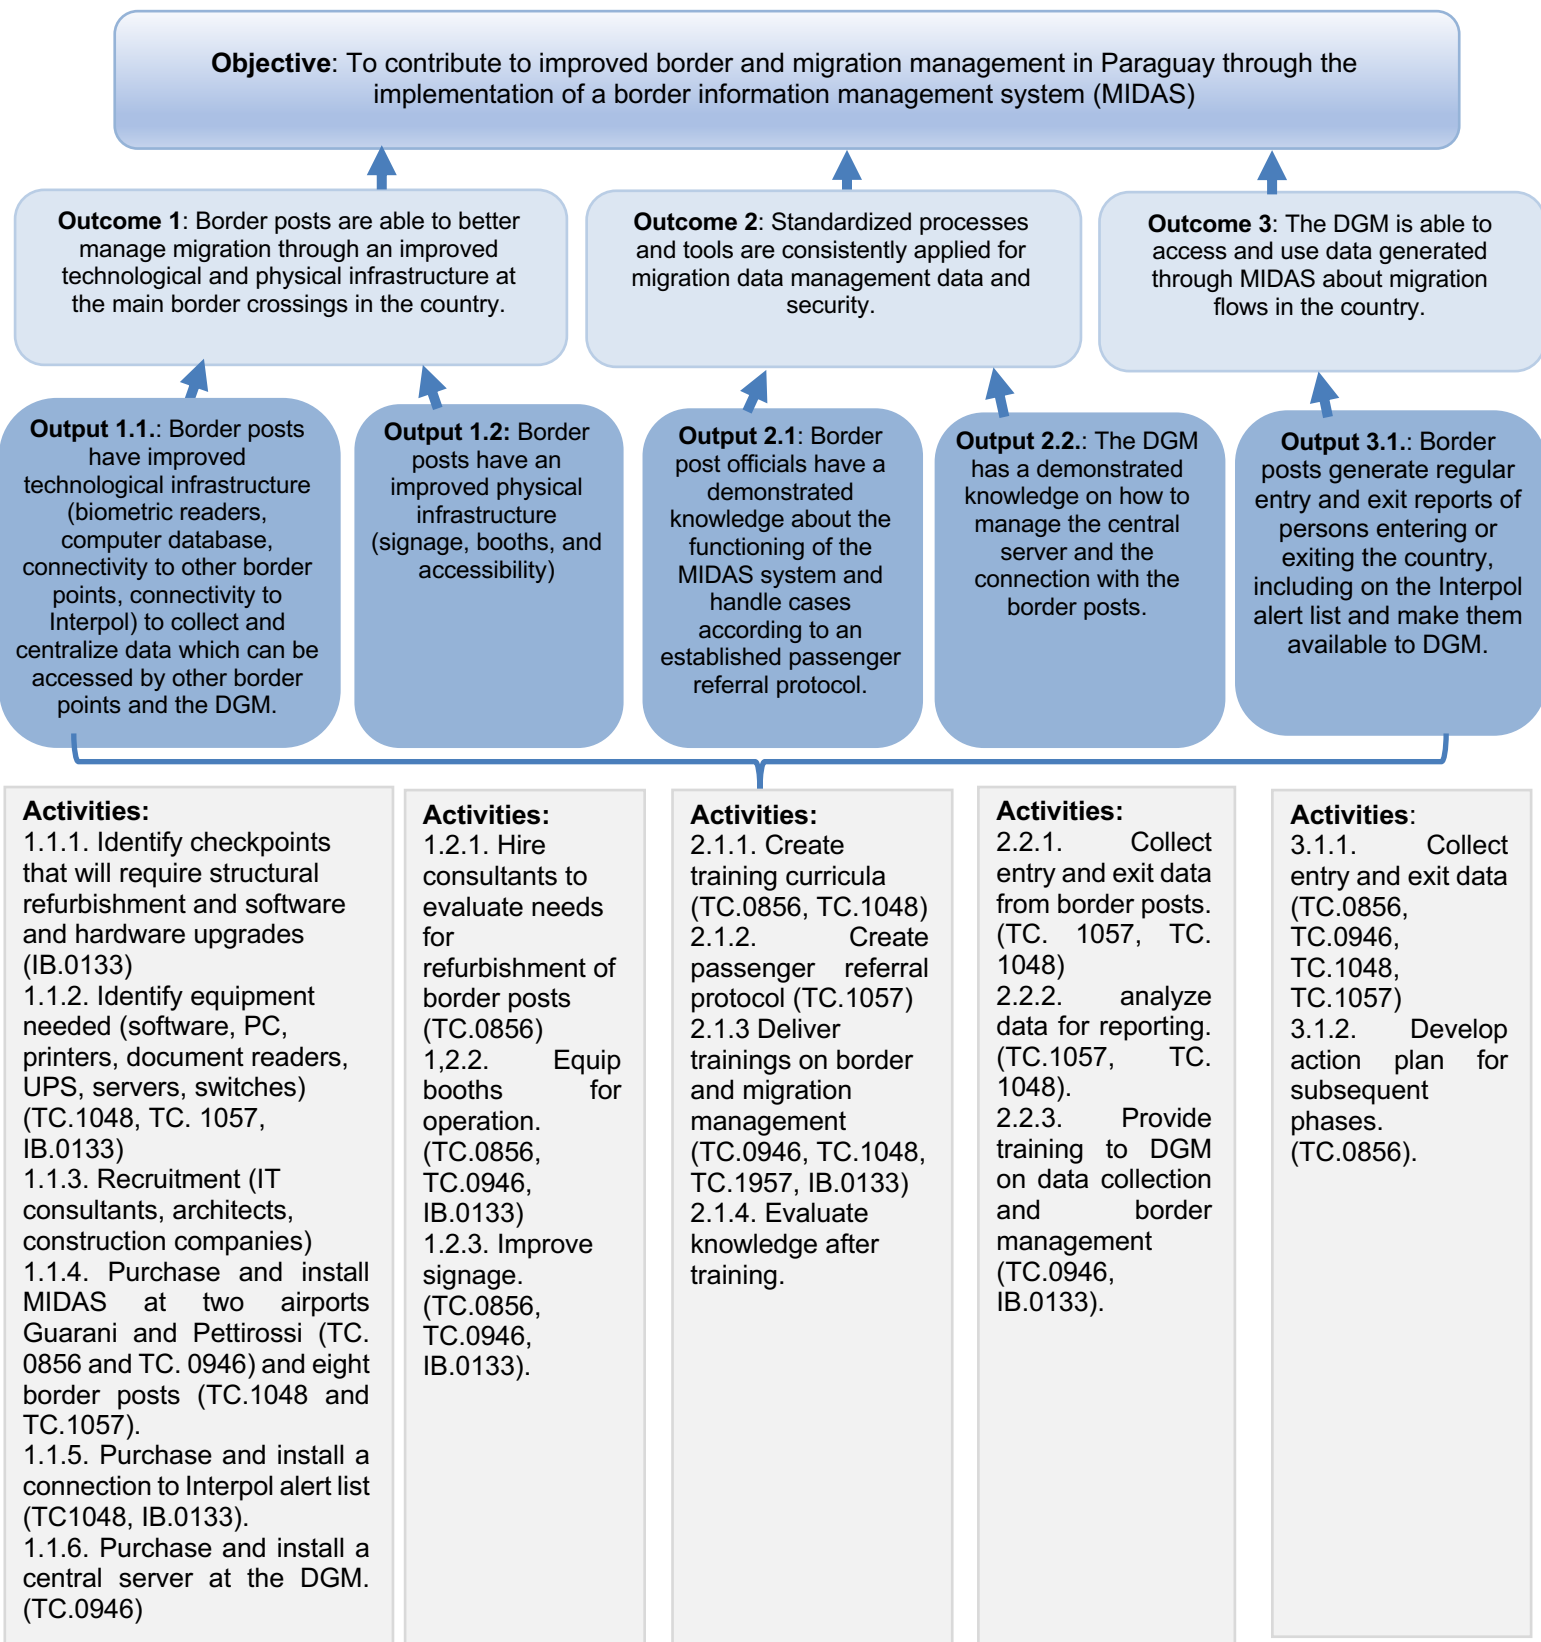 Objective: To contribute to improved border and migration management in Paraguay through the
implementation of a border information management system (MIDAS)
Outcome 1: Border posts are able to better
manage migration through an improved
technological and physical infrastructure at
the main border crossings in the country.
Outcome 2: Standardized processes
and tools are consistently applied for
migration data management data and
security.
Outcome 3: The DGM is able to
access and use data generated
through MIDAS about migration
flows in the country.
Output 1.1.: Border posts
have improved
technological infrastructure
(biometric readers,
computer database,
connectivity to other border
points, connectivity to
Interpol) to collect and
centralize data which can be
accessed by other border
points and the DGM.
Output 1.2: Border
posts have an
improved physical
infrastructure
(signage, booths, and
accessibility)
Output 2.1: Border
post officials have a
demonstrated
knowledge about the
functioning of the
MIDAS system and
handle cases
according to an
established passenger
referral protocol.
Output 2.2.: The DGM
has a demonstrated
knowledge on how to
manage the central
server and the
connection with the
border posts.
Output 3.1.: Border
posts generate regular
entry and exit reports of
persons entering or
exiting the country,
including on the Interpol
alert list and make them
available to DGM.
Activities:
1.1.1. Identify checkpoints
that will require structural
refurbishment and software
and hardware upgrades
(IB.0133)
1.1.2. Identify equipment
needed (software, PC,
printers, document readers,
UPS, servers, switches)
(TC.1048, TC. 1057,
IB.0133)
1.1.3. Recruitment (IT
consultants, architects,
construction companies)
1.1.4. Purchase and install
MIDAS at two airports
Guarani and Pettirossi (TC.
0856 and TC. 0946) and eight
border posts (TC.1048 and
TC.1057).
1.1.5. Purchase and install a
connection to Interpol alert list
(TC1048, IB.0133).
1.1.6. Purchase and install a
central server at the DGM.
(TC.0946)
Activities:
1.2.1. Hire
consultants to
evaluate needs
for
refurbishment of
border posts
(TC.0856)
1,2.2. Equip
booths for
operation.
(TC.0856,
TC.0946,
IB.0133)
1.2.3. Improve
signage.
(TC.0856,
TC.0946,
IB.0133).
Activities:
2.1.1. Create
training curricula
(TC.0856, TC.1048)
2.1.2. Create
passenger referral
protocol (TC.1057)
2.1.3 Deliver
trainings on border
and migration
management
(TC.0946, TC.1048,
TC.1957, IB.0133)
2.1.4. Evaluate
knowledge after
training.
Activities:
2.2.1. Collect
entry and exit data
from border posts.
(TC. 1057, TC.
1048)
2.2.2. analyze
data for reporting.
(TC.1057, TC.
1048).
2.2.3. Provide
training to DGM
on data collection
and border
management
(TC.0946,
IB.0133).
Activities:
3.1.1. Collect
entry and exit data
(TC.0856,
TC.0946,
TC.1048,
TC.1057)
3.1.2. Develop
action plan for
subsequent
phases.
(TC.0856).